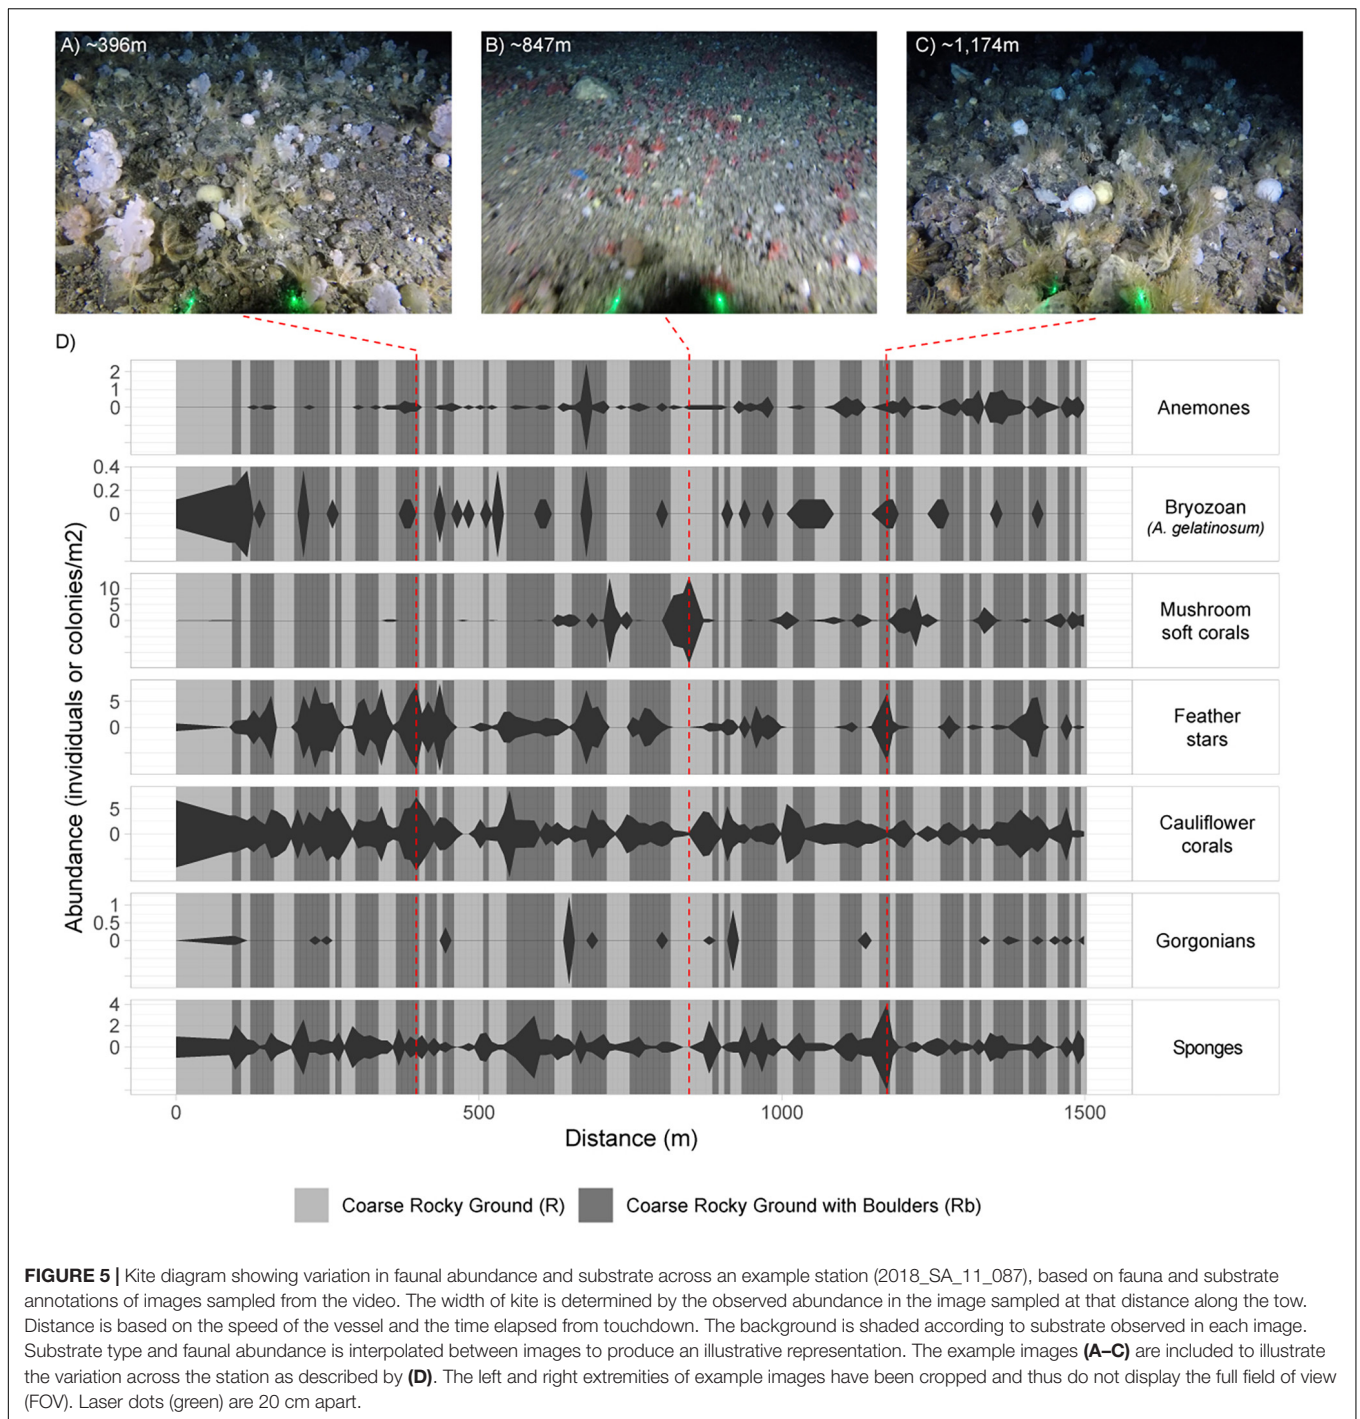 A) ~396m
B) ~847m
C) ~1,174m
D)
2
1
0
Anemones
0.4
0.2
0
Bryozoan
(A. gelatinosum)
10
5
0
Mushroom
soft corals
5
0
Feather
stars
5
0
Cauliflower
corals
1
0.5
0
Gorgonians
4
2
0
Sponges
Abundance (invididuals or colonies/m2)
0 500 1000 1500
Distance (m)
Coarse Rocky Ground (R) Coarse Rocky Ground with Boulders (Rb)
FIGURE 5 | Kite diagram showing variation in faunal abundance and substrate across an example station (2018_SA_11_087), based on fauna and substrate
annotations of images sampled from the video. The width of kite is determined by the observed abundance in the image sampled at that distance along the tow.
Distance is based on the speed of the vessel and the time elapsed from touchdown. The background is shaded according to substrate observed in each image.
Substrate type and faunal abundance is interpolated between images to produce an illustrative representation. The example images (A–C) are included to illustrate
the variation across the station as described by (D). The left and right extremities of example images have been cropped and thus do not display the full field of view
(FOV). Laser dots (green) are 20 cm apart.